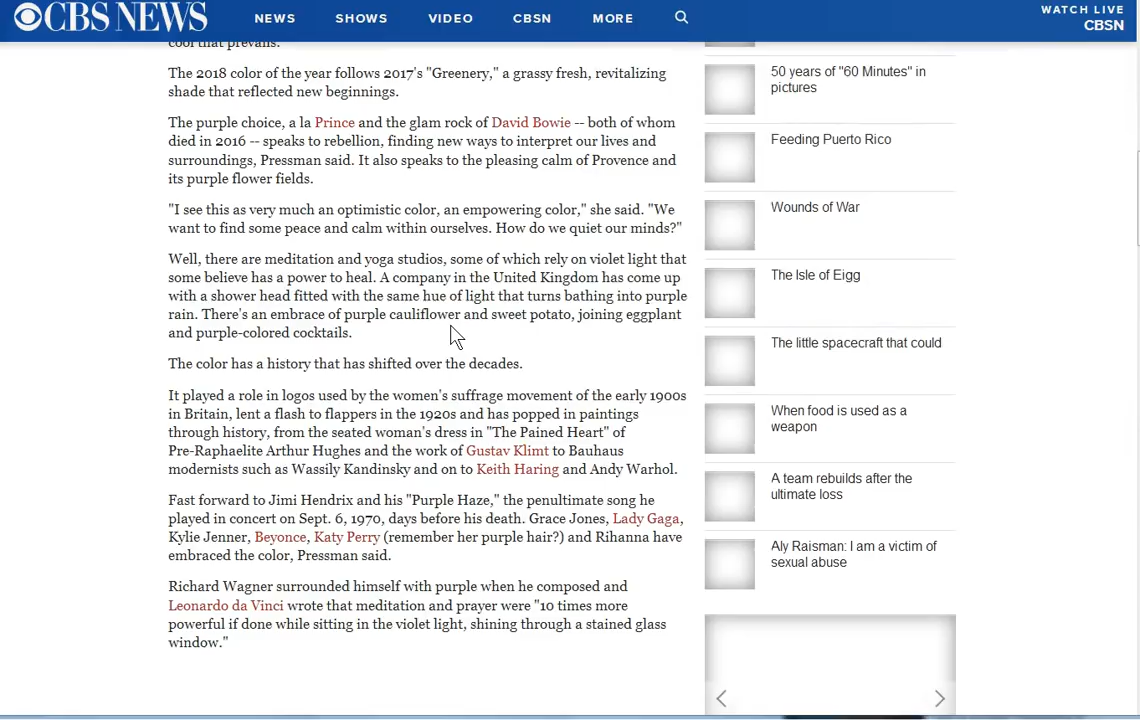 CBS NEWS
NEWS
SHOWS
VIDEO
CBSN
MORE
WATCH LIVE
CBSN
cool that prevails.
The 2018 color of the year follows 2017's "Greenery," a grassy fresh, revitalizing
shade that reflected new beginnings.
The purple choice, a la Prince and the glam rock of David Bowie -- both of whom
died in 2016 -- speaks to rebellion, finding new ways to interpret our lives and
surroundings, Pressman said. It also speaks to the pleasing calm of Provence and
its purple flower fields.
"I see this as very much an optimistic color, an empowering color," she said. "We
want to find some peace and calm within ourselves. How do we quiet our minds?"
Well, there are meditation and yoga studios, some of which rely on violet light that
some believe has a power to heal. A company in the United Kingdom has come up
with a shower head fitted with the same hue of light that turns bathing into purple
rain. There's an embrace of purple cauliflower and sweet potato, joining eggplant
and purple-colored cocktails.
The color has a history that has shifted over the decades.
It played a role in logos used by the women's suffrage movement of the early 1900s
in Britain, lent a flash to flappers in the 1920s and has popped in paintings
through history, from the seated woman's dress in "The Pained Heart" of
Pre-Raphaelite Arthur Hughes and the work of Gustav Klimt to Bauhaus
modernists such as Wassily Kandinsky and on to Keith Haring and Andy Warhol.
Fast forward to Jimi Hendrix and his "Purple Haze," the penultimate song he
played in concert on Sept. 6, 1970, days before his death. Grace Jones, Lady Gaga,
Kylie Jenner, Beyonce, Katy Perry (remember her purple hair?) and Rihanna have
embraced the color, Pressman said.
Richard Wagner surrounded himself with purple when he composed and
Leonardo da Vinci wrote that meditation and prayer were "10 times more
powerful if done while sitting in the violet light, shining through a stained glass
window."
50 years of "60 Minutes" in
pictures
Feeding Puerto Rico
Wounds of War
The Isle of Eigg
The little spacecraft that could
When food is used as a
weapon
A team rebuilds after the
ultimate loss
Aly Raisman: I am a victim of
sexual abuse